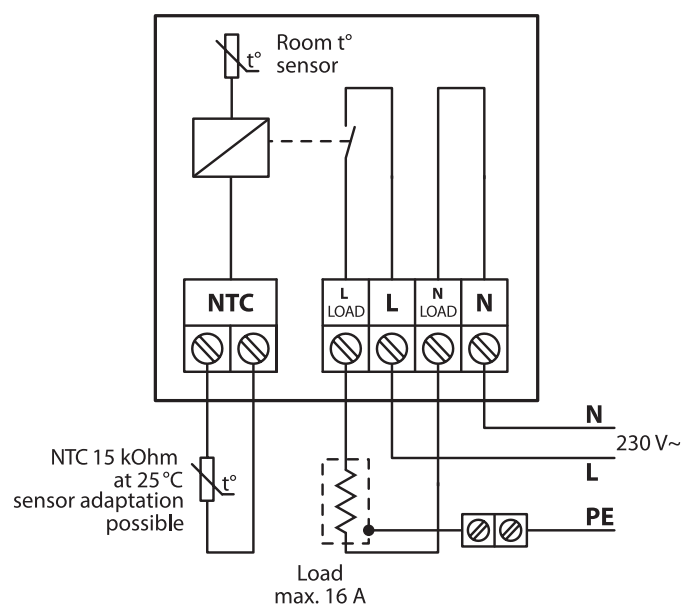 Room t°
sensor
t°
NTC
L
LOAD
L
N
LOAD
N
N
230 V~
L
PE
NTC 15 kOhm
at 25 °C
sensor adaptation
possible
t°
Load
max. 16 A